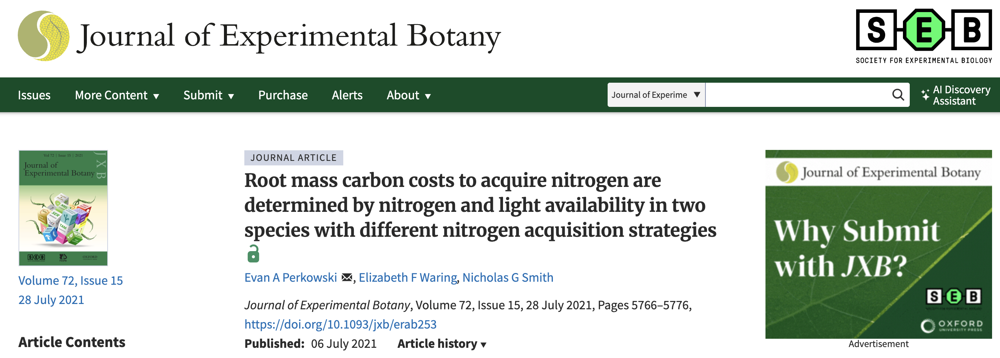 Journal of Experimental Botany
S E B
SOCIETY FOR EXPERIMENTAL BIOLOGY
Issues More Content ▼ Submit ▼ Purchase Alerts About ▼ Journal of Experime ▼ AI Discovery
Assistant
Vol 72 | Issue 15 | 2021
JXB
Journal of
Experimental Botany
MEL
SER
TAM
SEB
OXFORD
Volume 72, Issue 15
28 July 2021
Article Contents
JOURNAL ARTICLE
Root mass carbon costs to acquire nitrogen are
determined by nitrogen and light availability in two
species with different nitrogen acquisition strategies
Evan A Perkowski, Elizabeth F Waring, Nicholas G Smith
Journal of Experimental Botany, Volume 72, Issue 15, 28 July 2021, Pages 5766–5776,
https://doi.org/10.1093/jxb/erab253
Published: 06 July 2021 Article history ▼
Journal of Experimental Botany
Why Submit
with JXB?
S E B
OXFORD
UNIVERSITY PRESS
Advertisement